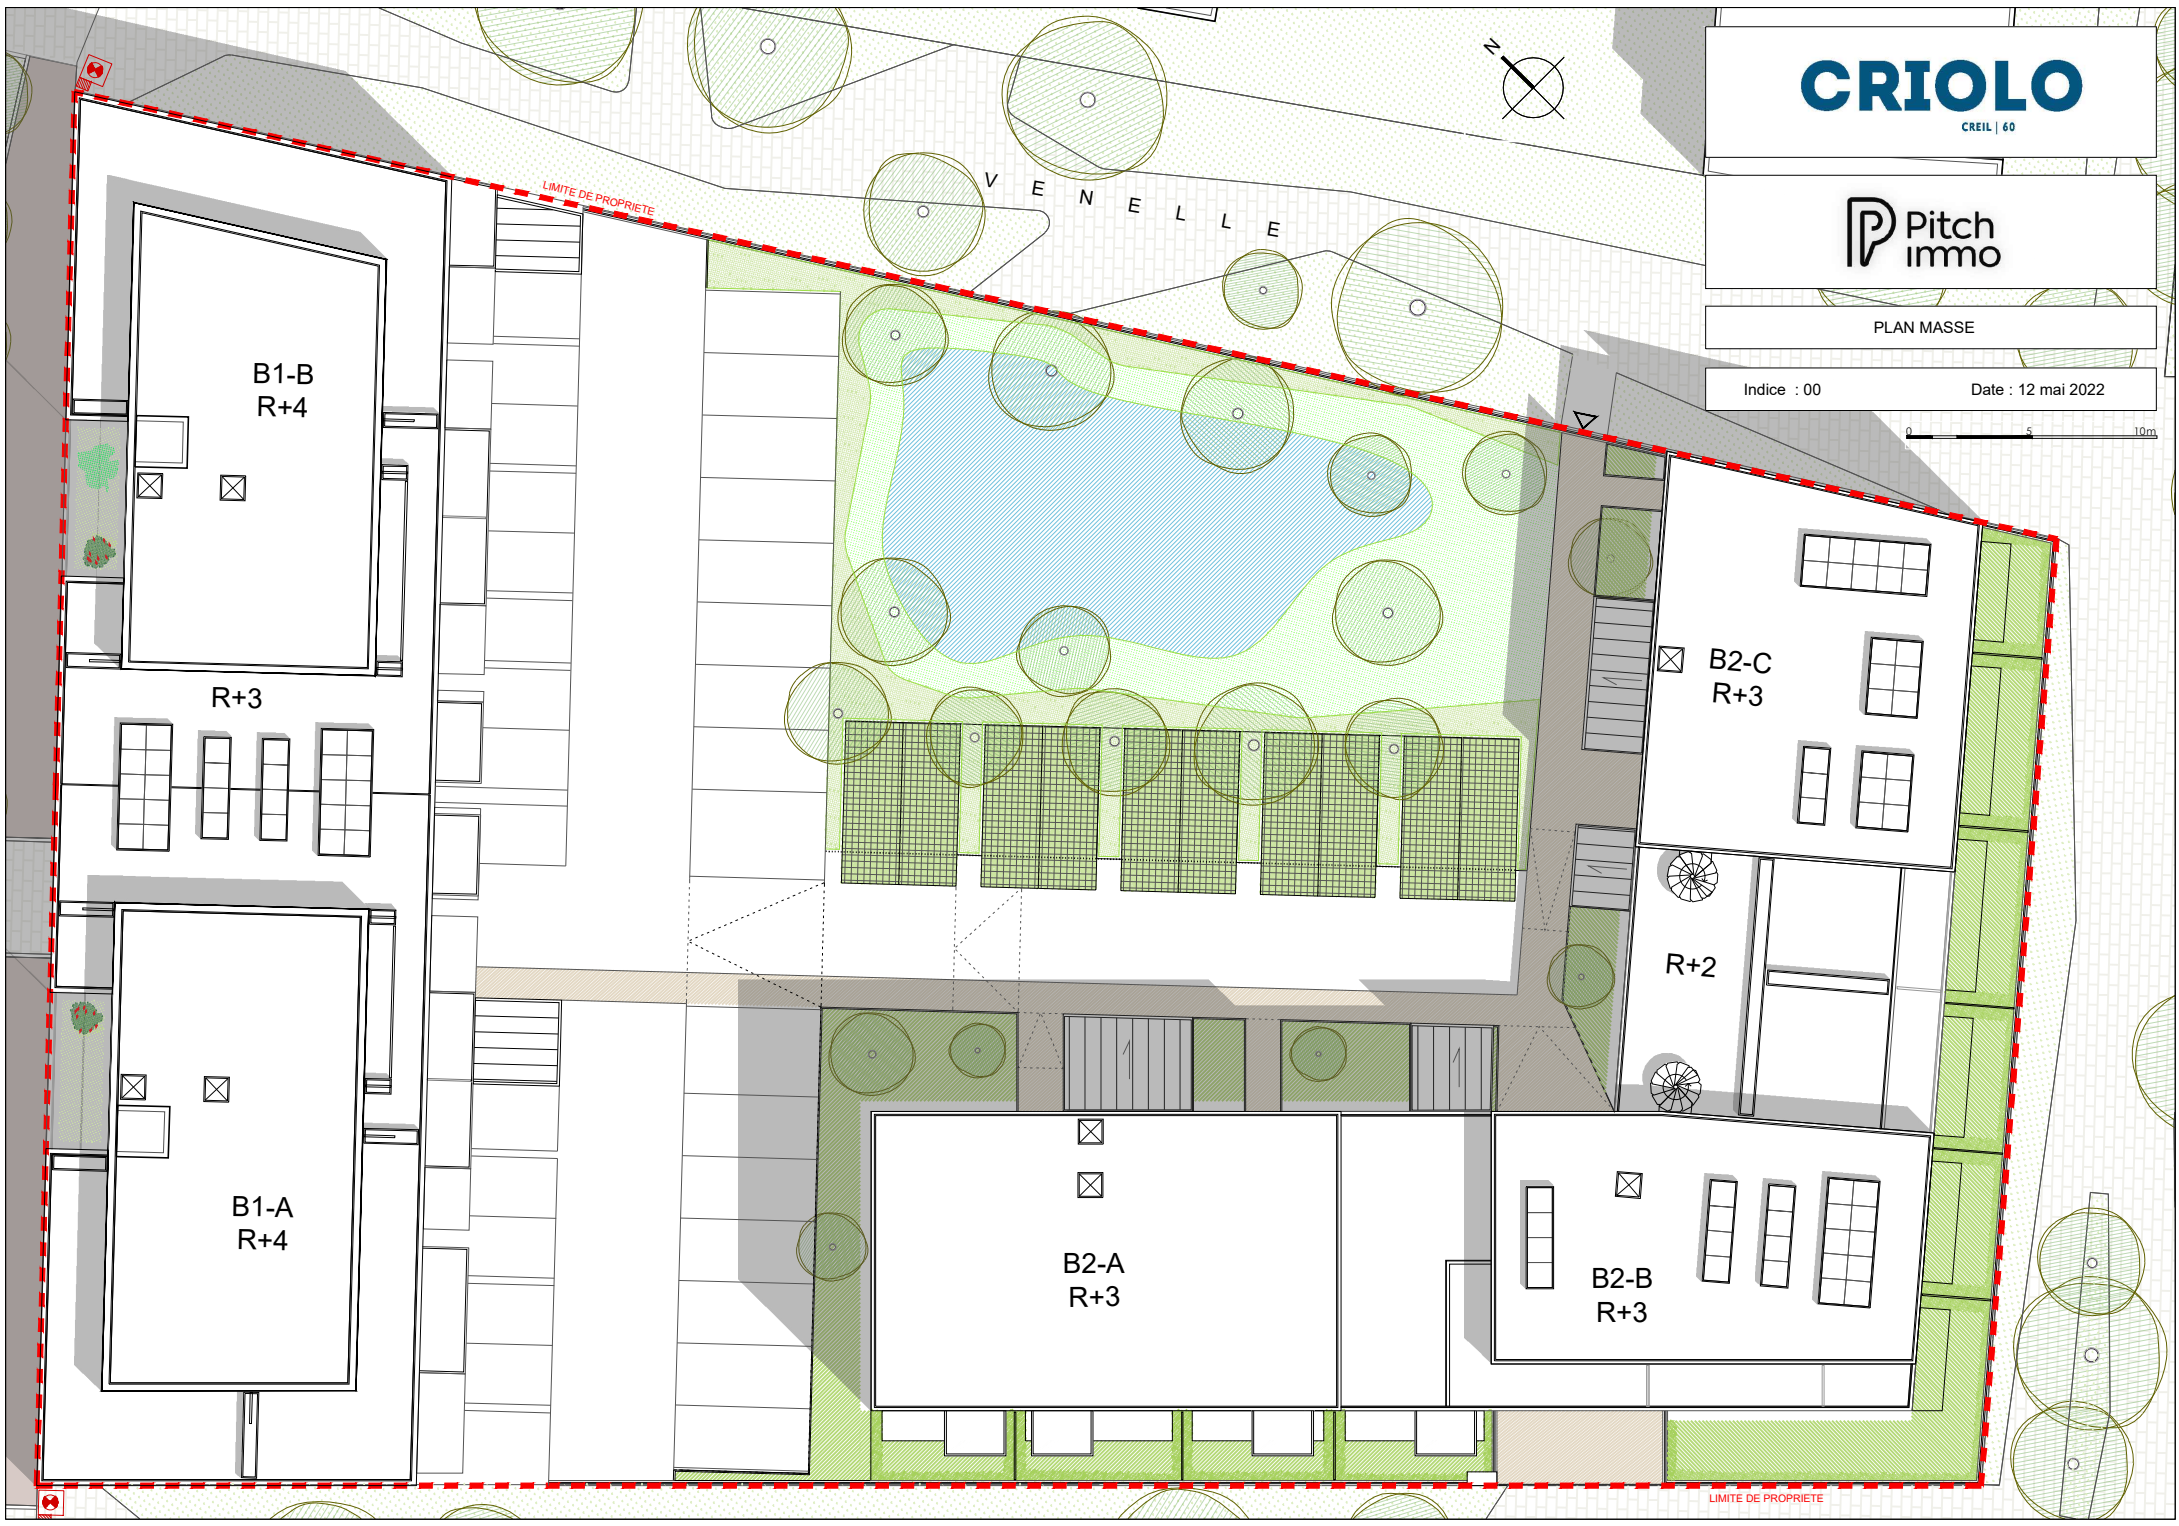 N
CRIOLO
CREIL | 60
VENELLE
LIMITE DE PROPRIETE
Pitch
immo
PLAN MASSE
Indice : 00
Date : 12 mai 2022
0 5 10m
B1-B
R+4
R+3
B2-C
R+3
R+2
B1-A
R+4
B2-A
R+3
B2-B
R+3
LIMITE DE PROPRIETE